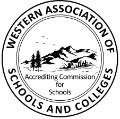 WESTERN ASSOCIATION OF
SCHOOLS AND COLLEGES
Accrediting Commission
for
Schools